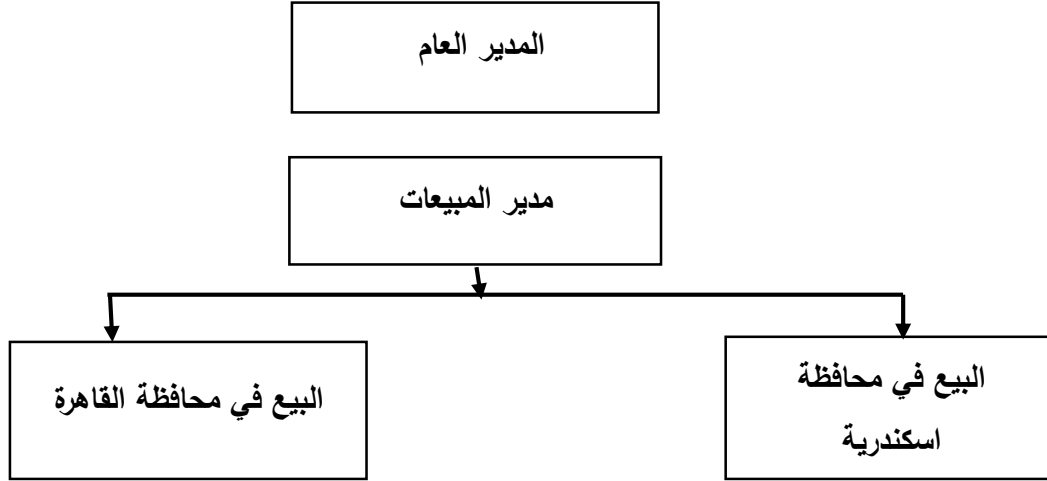 المدير العام
مدير المبيعات
البيع في محافظة
اسكندرية
البيع في محافظة القاهرة